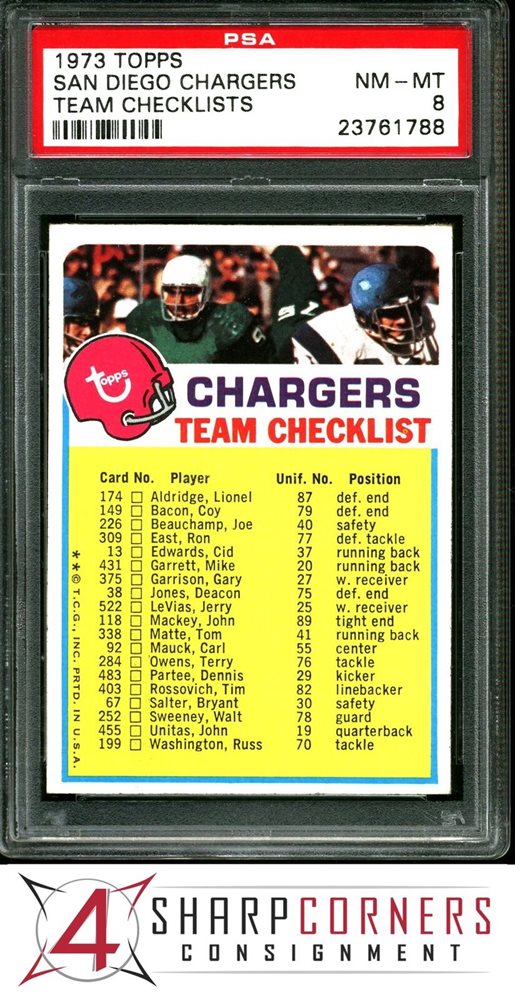 PSA
1973 TOPPS
SAN DIEGO CHARGERS NM - MT
TEAM CHECKLISTS 8
23761788
topps
CHARGERS
TEAM CHECKLIST
Card No. Player Unif. No. Position
174 □ Aldridge, Lionel 87 def. end
149 □ Bacon, Coy 79 def. end
226 □ Beauchamp, Joe 40 safety
309 □ East, Ron 77 def. tackle
13 □ Edwards, Cid 37 running back
431 □ Garrett, Mike 20 running back
375 □ Garrison, Gary 27 w. receiver
38 □ Jones, Deacon 75 def. end
522 □ LeVias, Jerry 25 w. receiver
118 □ Mackey, John 89 tight end
338 □ Matte, Tom 41 running back
92 □ Mauck, Carl 55 center
284 □ Owens, Terry 76 tackle
483 □ Partee, Dennis 29 kicker
403 □ Rossovich, Tim 82 linebacker
67 □ Salter, Bryant 30 safety
252 □ Sweeney, Walt 78 guard
455 □ Unitas, John 19 quarterback
199 □ Washington, Russ 70 tackle
** © T.C.G., INC. PRTD. IN U.S.A.
4 SHARPCORNERS
CONSIGNMENT